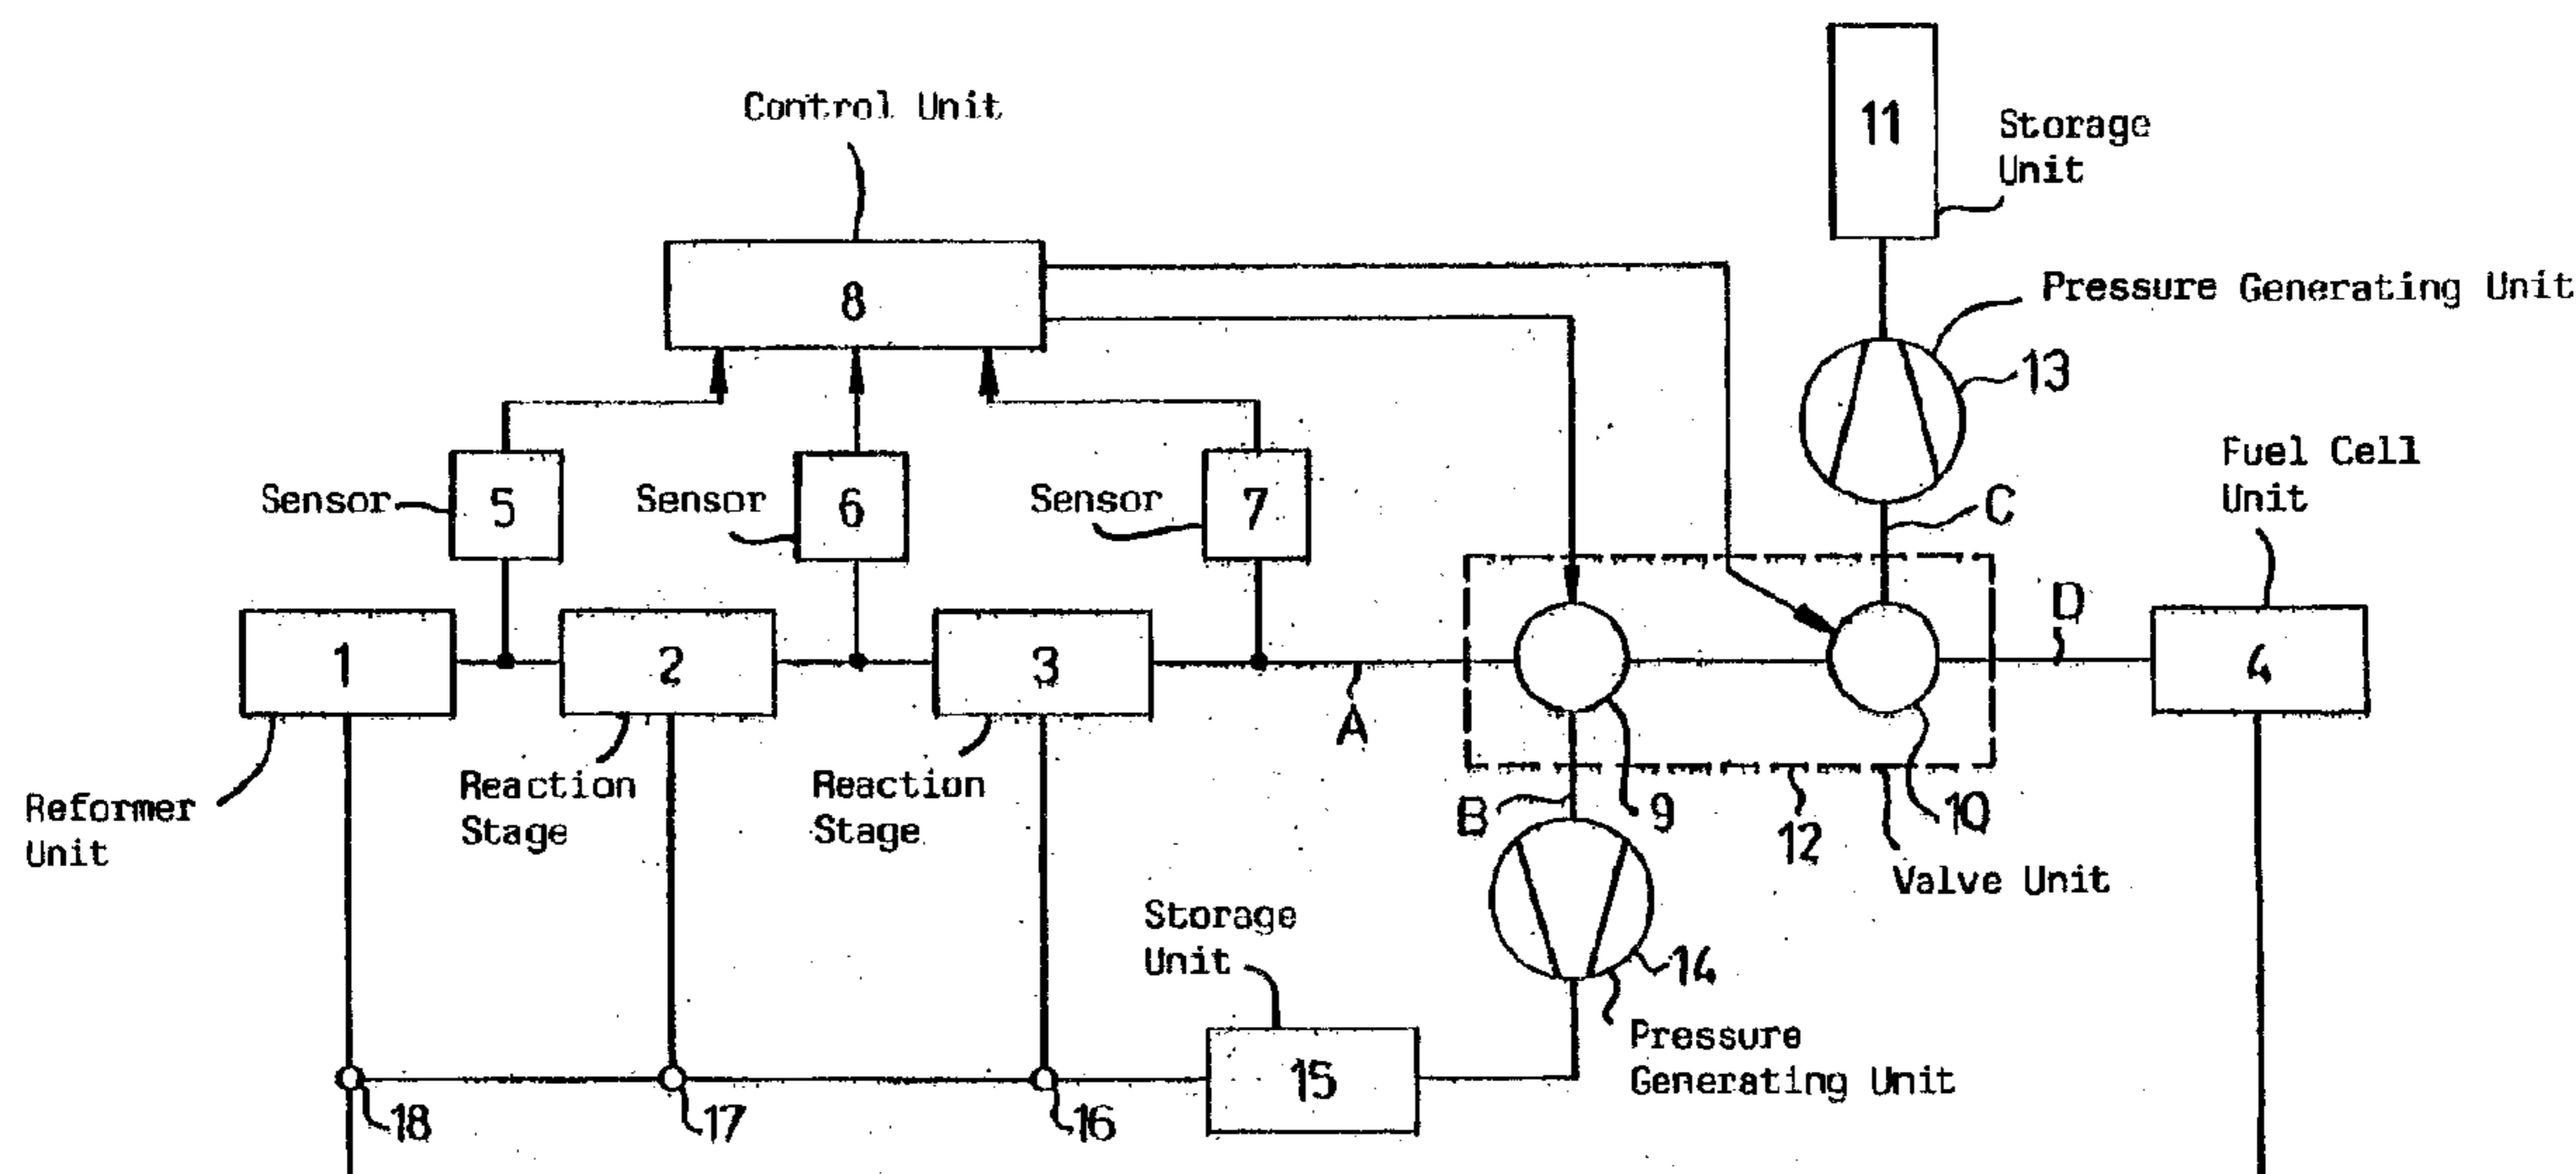 Control Unit
11
Storage
Unit
8
Pressure Generating Unit
13
Sensor
5
Sensor
6
Sensor
7
C
Fuel Cell
Unit
1
2
3
A
D
4
Reformer
Unit
Reaction
Stage
Reaction
Stage
B
9
12
10
Valve Unit
Storage
Unit
14
Pressure
Generating Unit
15
18
17
16